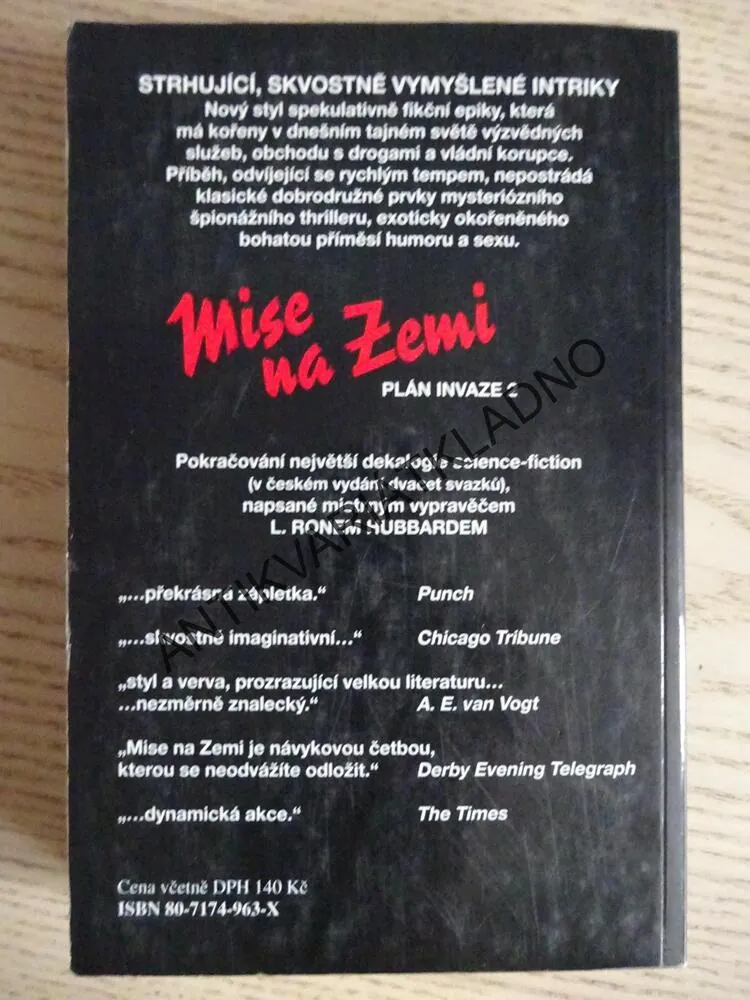 STRHUJÍCÍ, SKVOSTNĚ VYMYŠLENÉ INTRIKY
Nový styl spekulativně fikční epiky, která
má kořeny v dnešním tajném světě výzvědných
služeb, obchodu s drogami a vládní korupce.
Příběh, odvíjející se rychlým tempem, nepostrádá
klasické dobrodružné prvky mysteriózního
špionážního thrilleru, exoticky okořeněného
bohatou příměsí humoru a sexu.
Mise
na Zemi
PLÁN INVAZE 2
Pokračování největší dekalogie science-fiction
(v českém vydání dvacet svazků),
napsané mistrným vypravěčem
L. RONEM HUBBARDEM
„...překrásná zápletka." Punch
„...skvostně imaginativní..." Chicago Tribune
„styl a verva, prozrazující velkou literaturu...
...nezměrně znalecký." A. E. van Vogt
„Mise na Zemi je návykovou četbou,
kterou se neodvážíte odložit." Derby Evening Telegraph
„...dynamická akce." The Times
Cena včetně DPH 140 Kč
ISBN 80-7174-963-X
ANTIKVARIATKLADNO